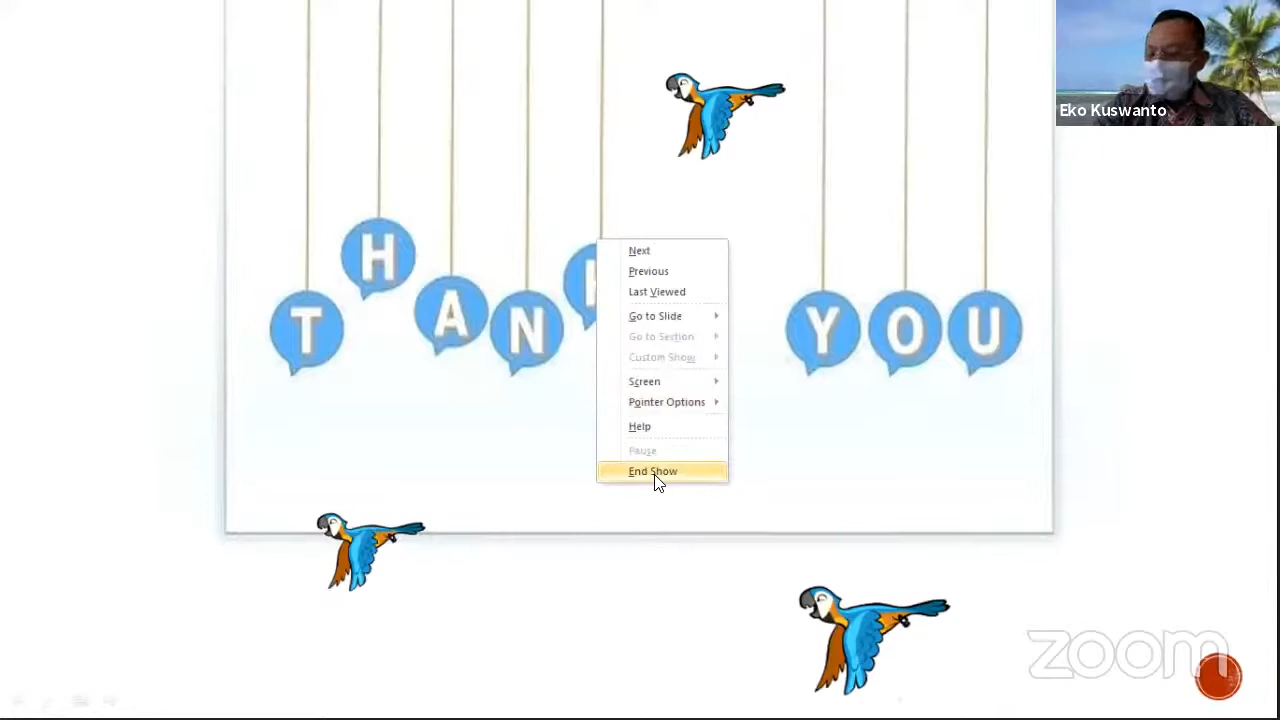 Eko Kuswanto
T H A N K Y O U
Next
Previous
Last Viewed
Go to Slide
Go to Section
Custom Show
Screen
Pointer Options
Help
Pause
End Show
zoom